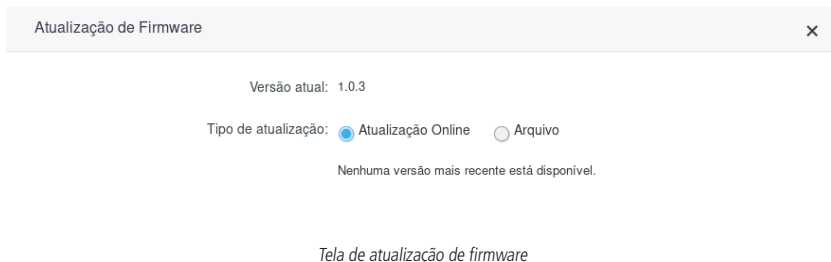 Atualização de Firmware
Versão atual: 1.0.3
Tipo de atualização: Atualização Online Arquivo
Nenhuma versão mais recente está disponível.
Tela de atualização de firmware